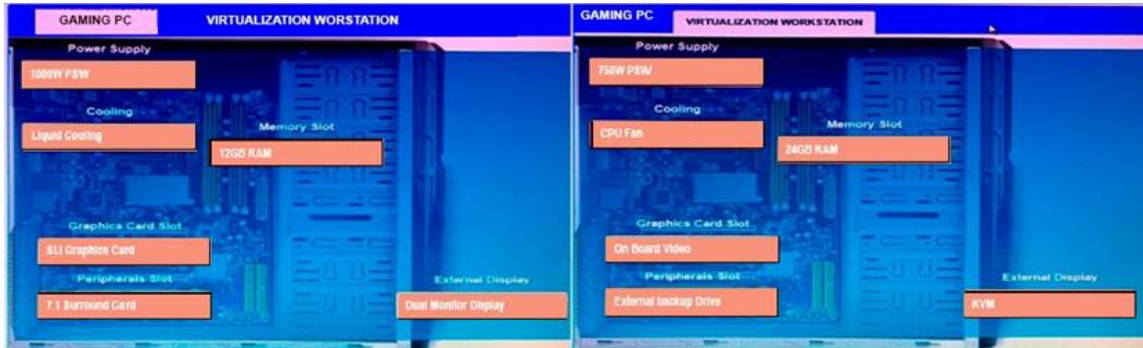 GAMING PC
VIRTUALIZATION WORSTATION
Power Supply
1000W PSW
Cooling
Liquid Cooling
Memory Slot
12GB RAM
Graphics Card Slot
SLI Graphics Card
Peripherals Slot
7.1 Surround Card
External Display
Dual Monitor Display
GAMING PC
VIRTUALIZATION WORKSTATION
Power Supply
750W PSW
Cooling
CPU Fan
Memory Slot
24GB RAM
Graphics Card Slot
On Board Video
Peripherals Slot
External backup Drive
External Display
KVM